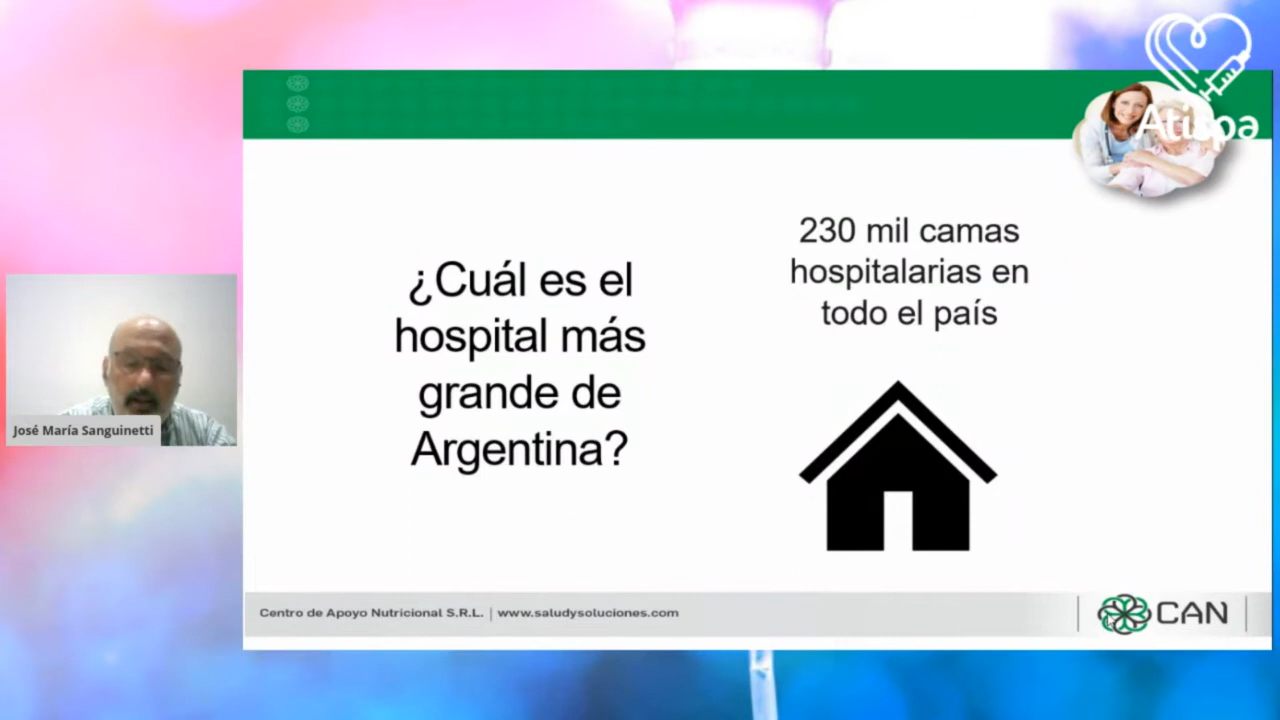 Atispa
¿Cuál es el
hospital más
grande de
Argentina?
230 mil camas
hospitalarias en
todo el país
José María Sanguinetti
Centro de Apoyo Nutricional S.R.L. | www.saludysoluciones.com
CAN